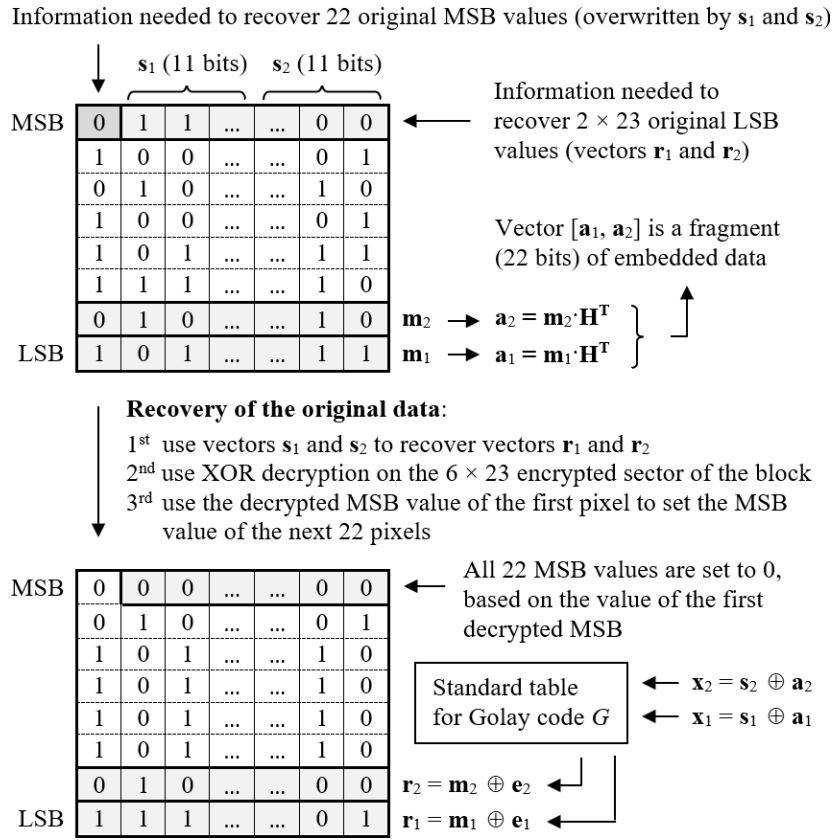 Information needed to recover 22 original MSB values (overwritten by s₁ and s₂)
s₁ (11 bits) s₂ (11 bits)
MSB 0 1 1 ... ... 0 0
1 0 0 ... ... 0 1
0 1 0 ... ... 1 0
1 0 0 ... ... 0 1
1 0 1 ... ... 1 1
1 1 1 ... ... 1 0
0 1 0 ... ... 1 0 m₂ → a₂ = m₂·Hᵀ
LSB 1 0 1 ... ... 1 1 m₁ → a₁ = m₁·Hᵀ
Information needed to
recover 2 × 23 original LSB
values (vectors r₁ and r₂)
Vector [a₁, a₂] is a fragment
(22 bits) of embedded data
Recovery of the original data:
1st use vectors s₁ and s₂ to recover vectors r₁ and r₂
2nd use XOR decryption on the 6 × 23 encrypted sector of the block
3rd use the decrypted MSB value of the first pixel to set the MSB
value of the next 22 pixels
MSB 0 0 0 ... ... 0 0
0 1 0 ... ... 0 1
1 0 1 ... ... 1 0
1 0 1 ... ... 1 0
1 0 1 ... ... 1 0
1 0 1 ... ... 1 0
0 1 0 ... ... 0 0 r₂ = m₂ ⊕ e₂
LSB 1 1 1 ... ... 0 1 r₁ = m₁ ⊕ e₁
All 22 MSB values are set to 0,
based on the value of the first
decrypted MSB
Standard table
for Golay code G
x₂ = s₂ ⊕ a₂
x₁ = s₁ ⊕ a₁